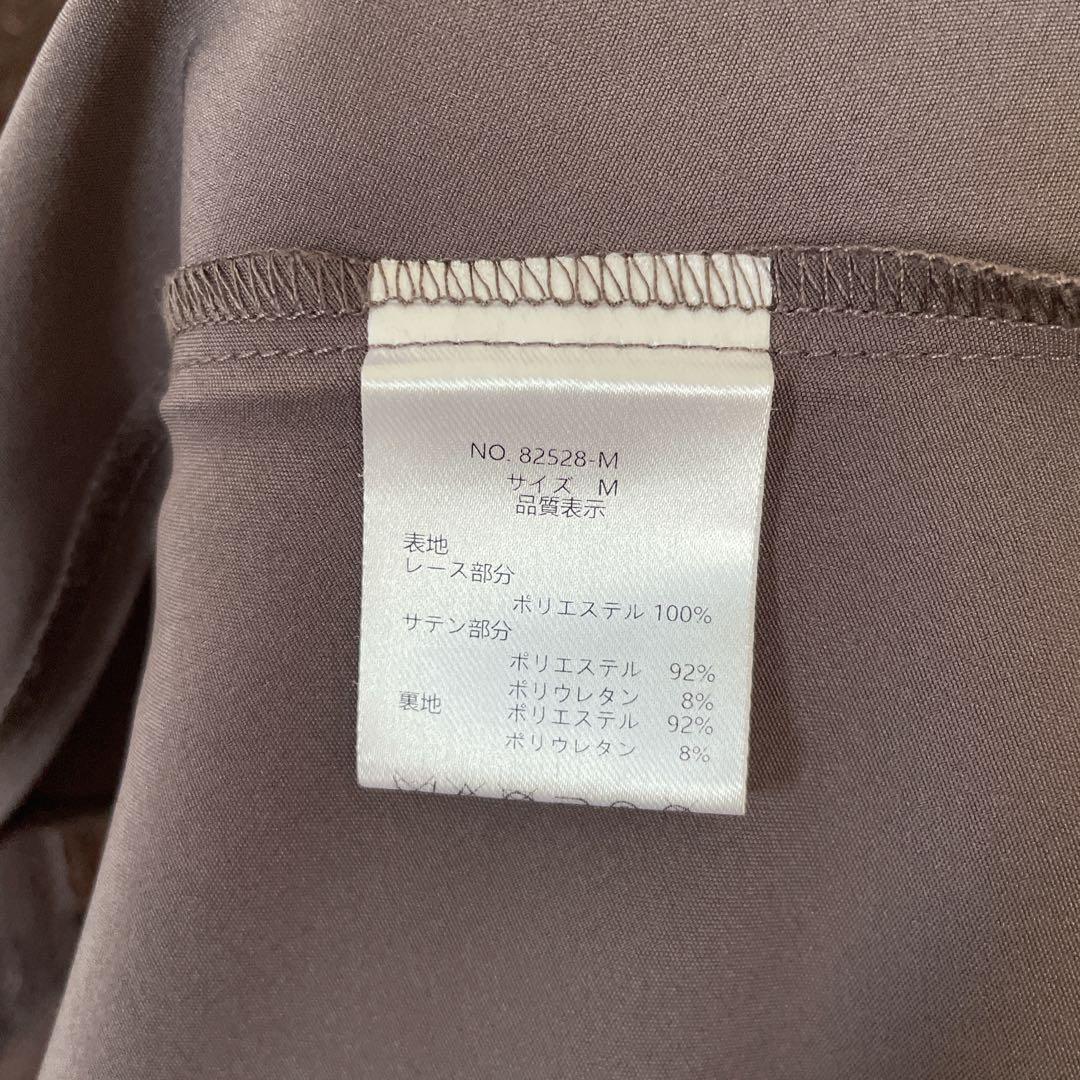 NO. 82528-M
サイズ M
品質表示
表地
レース部分
ポリエステル 100%
サテン部分
ポリエステル 92%
ポリウレタン 8%
裏地 ポリエステル 92%
ポリウレタン 8%